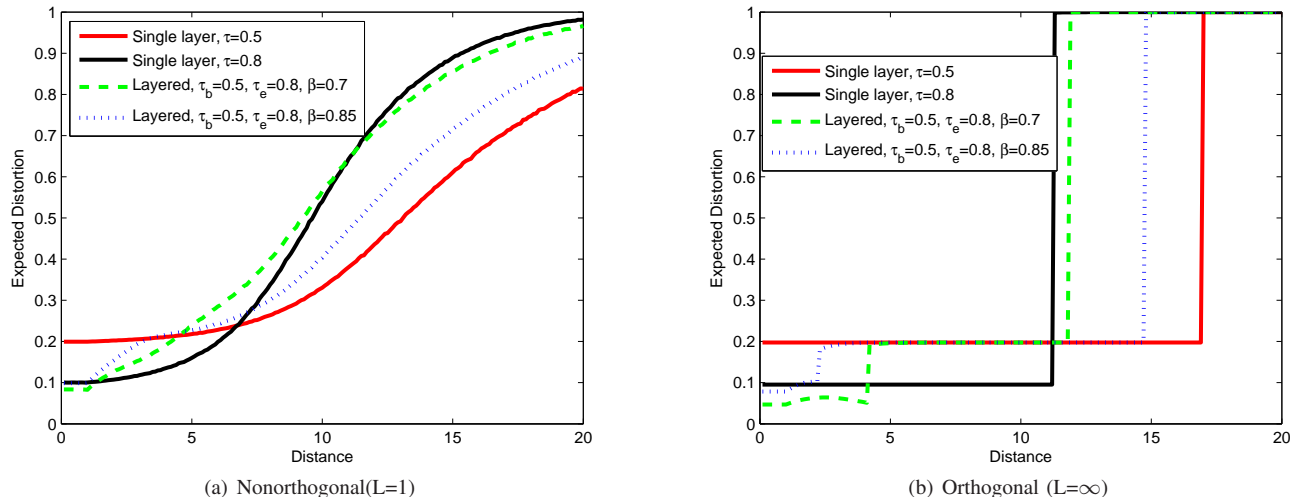 1
0.9
0.8
0.7
0.6
0.5
0.4
0.3
0.2
0.1
0
Expected Distortion
Single layer, τ=0.5
Single layer, τ=0.8
Layered, τb=0.5, τe=0.8, β=0.7
Layered, τb=0.5, τe=0.8, β=0.85
0 5 10 15 20
Distance
(a) Nonorthogonal(L=1)
1
0.9
0.8
0.7
0.6
0.5
0.4
0.3
0.2
0.1
0
Expected Distortion
Single layer, τ=0.5
Single layer, τ=0.8
Layered, τb=0.5, τe=0.8, β=0.7
Layered, τb=0.5, τe=0.8, β=0.85
0 5 10 15 20
Distance
(b) Orthogonal (L=∞)